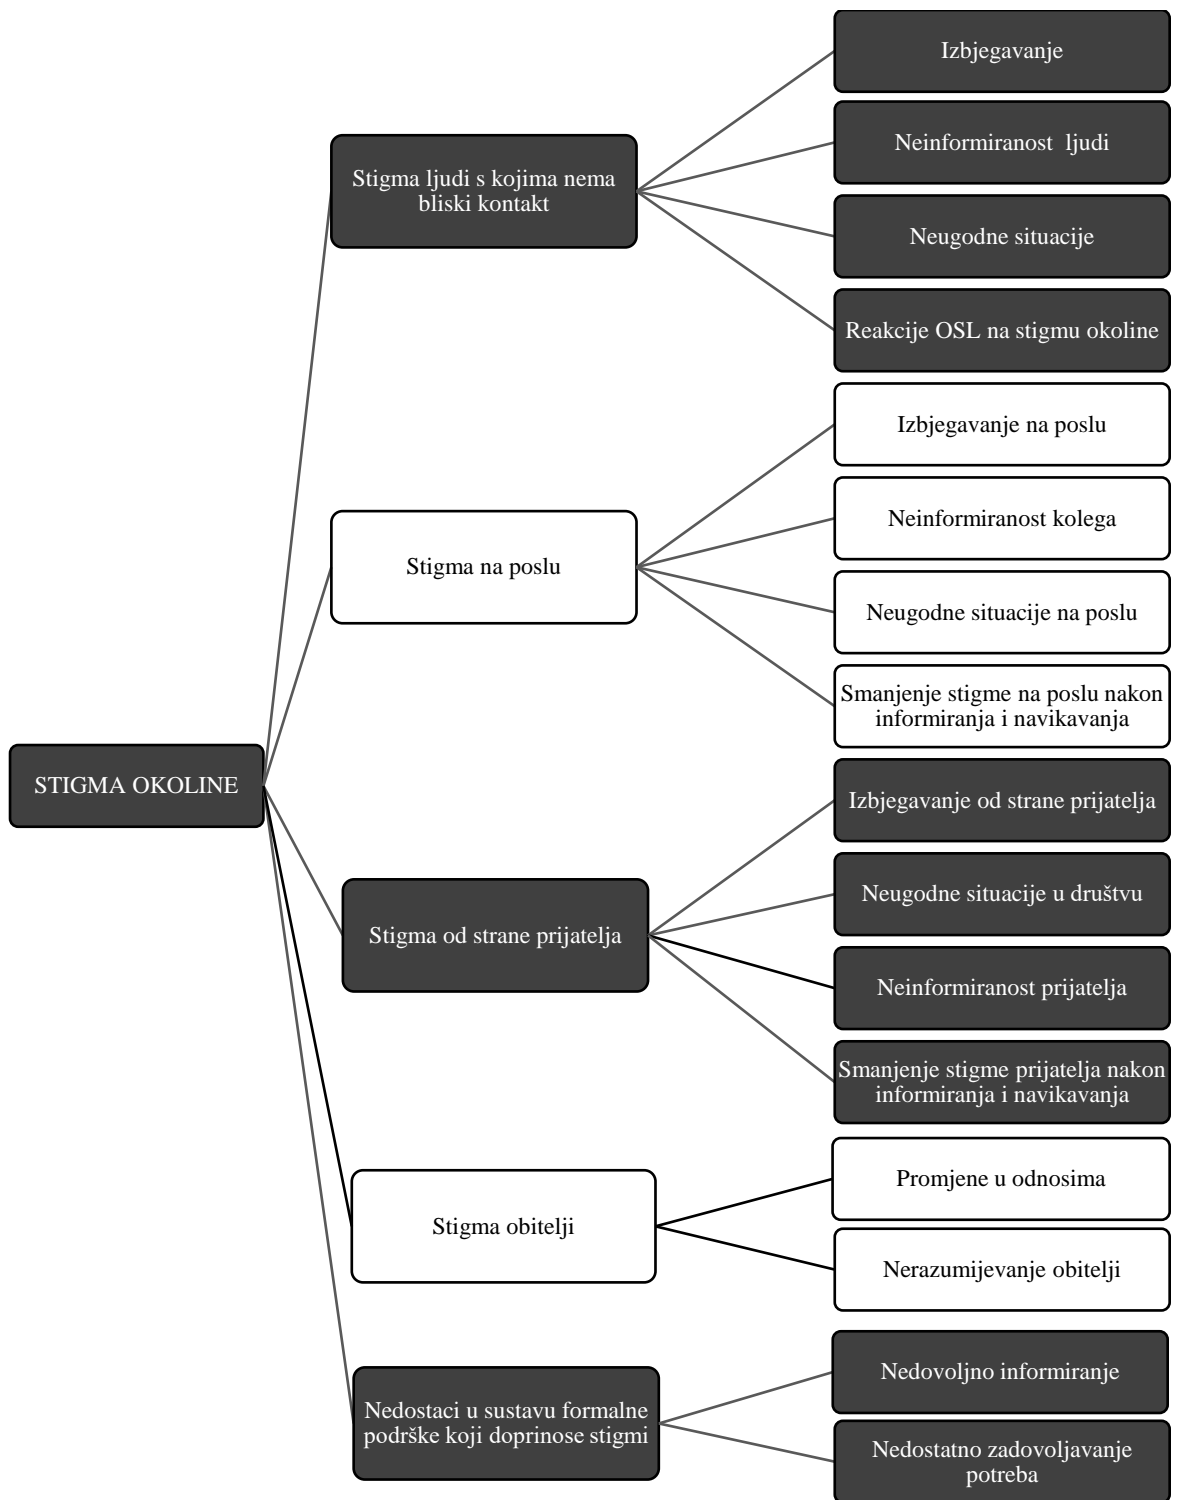 Izbjegavanje
Neinformiranost ljudi
Stigma ljudi s kojima nema
bliski kontakt
Neugodne situacije
Reakcije OSL na stigmu okoline
Izbjegavanje na poslu
Neinformiranost kolega
Stigma na poslu
Neugodne situacije na poslu
Smanjenje stigme na poslu nakon
informiranja i navikavanja
STIGMA OKOLINE
Izbjegavanje od strane prijatelja
Neugodne situacije u društvu
Stigma od strane prijatelja
Neinformiranost prijatelja
Smanjenje stigme prijatelja nakon
informiranja i navikavanja
Promjene u odnosima
Stigma obitelji
Nerazumijevanje obitelji
Nedovoljno informiranje
Nedostaci u sustavu formalne
podrške koji doprinose stigmi
Nedostatno zadovoljavanje
potreba